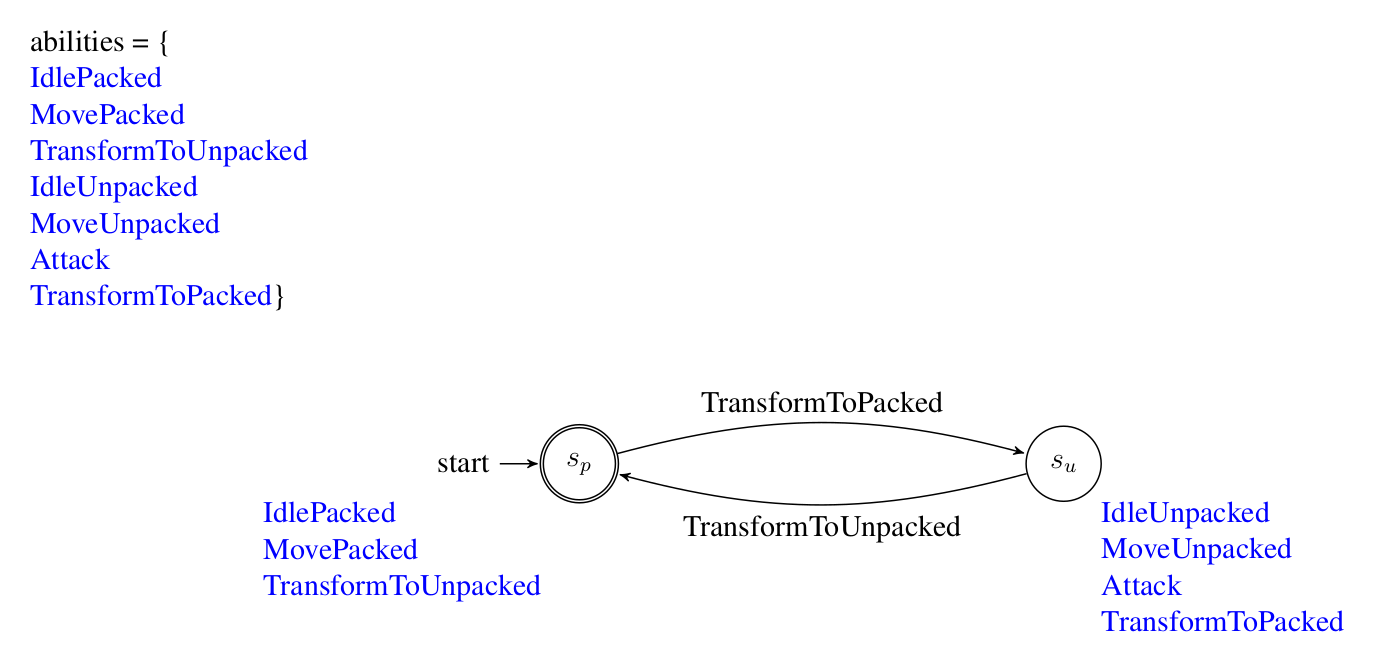 abilities = {
IdlePacked
MovePacked
TransformToUnpacked
IdleUnpacked
MoveUnpacked
Attack
TransformToPacked}
TransformToPacked
start
s_p
s_u
TransformToUnpacked
IdlePacked
MovePacked
TransformToUnpacked
IdleUnpacked
MoveUnpacked
Attack
TransformToPacked